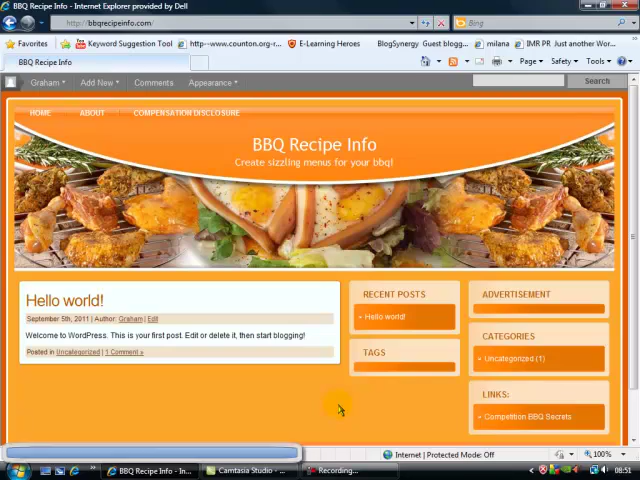 BBQ Recipe Info - Internet Explorer provided by Dell
http://bbqrecipeinfo.com/
Bing
Favorites Keyword Suggestion Tool http--www.counton.org-r... E-Learning Heroes BlogSynergy Guest blogg... milana IMR PR Just another Wor...
BBQ Recipe Info
Page Safety Tools
Graham Add New Comments Appearance Search
HOME ABOUT COMPENSATION DISCLOSURE
BBQ Recipe Info
Create sizzling menus for your bbq!
Hello world!
September 5th, 2011 | Author: Graham | Edit
Welcome to WordPress. This is your first post. Edit or delete it, then start blogging!
Posted in Uncategorized | 1 Comment »
RECENT POSTS
Hello world!
TAGS
ADVERTISEMENT
CATEGORIES
Uncategorized (1)
LINKS:
Competition BBQ Secrets
Internet | Protected Mode: Off 100%
BBQ Recipe Info - In... Camtasia Studio - ... Recording... 08:51